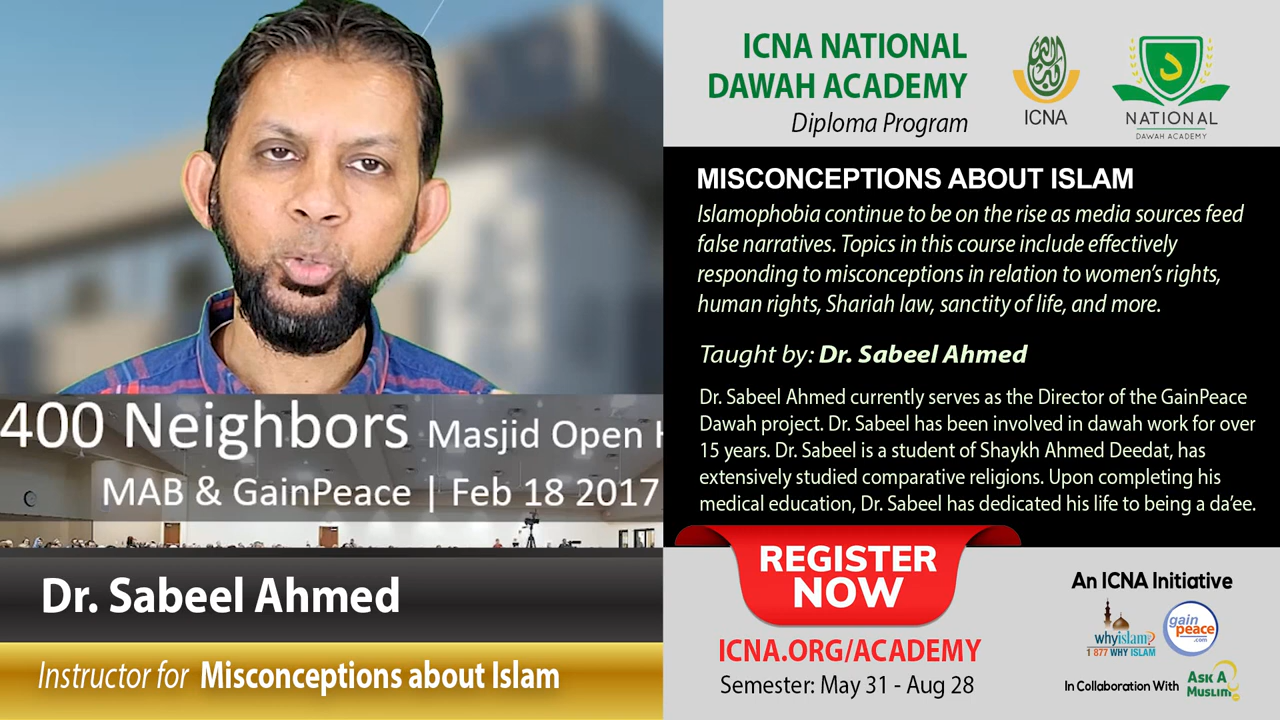 400 Neighbors Masjid Open
MAB & GainPeace | Feb 18 2017
Dr. Sabeel Ahmed
Instructor for Misconceptions about Islam
ICNA NATIONAL
DAWAH ACADEMY
Diploma Program
ICNA
NATIONAL
DAWAH ACADEMY
MISCONCEPTIONS ABOUT ISLAM
Islamophobia continue to be on the rise as media sources feed
false narratives. Topics in this course include effectively
responding to misconceptions in relation to women's rights,
human rights, Shariah law, sanctity of life, and more.
Taught by: Dr. Sabeel Ahmed
Dr. Sabeel Ahmed currently serves as the Director of the GainPeace
Dawah project. Dr. Sabeel has been involved in dawah work for over
15 years. Dr. Sabeel is a student of Shaykh Ahmed Deedat, has
extensively studied comparative religions. Upon completing his
medical education, Dr. Sabeel has dedicated his life to being a da'ee.
REGISTER
NOW
ICNA.ORG/ACADEMY
Semester: May 31 - Aug 28
An ICNA Initiative
whyislam?
1 877 WHY ISLAM
gain
peace
.com
In Collaboration With
ASK A
MUSLIM